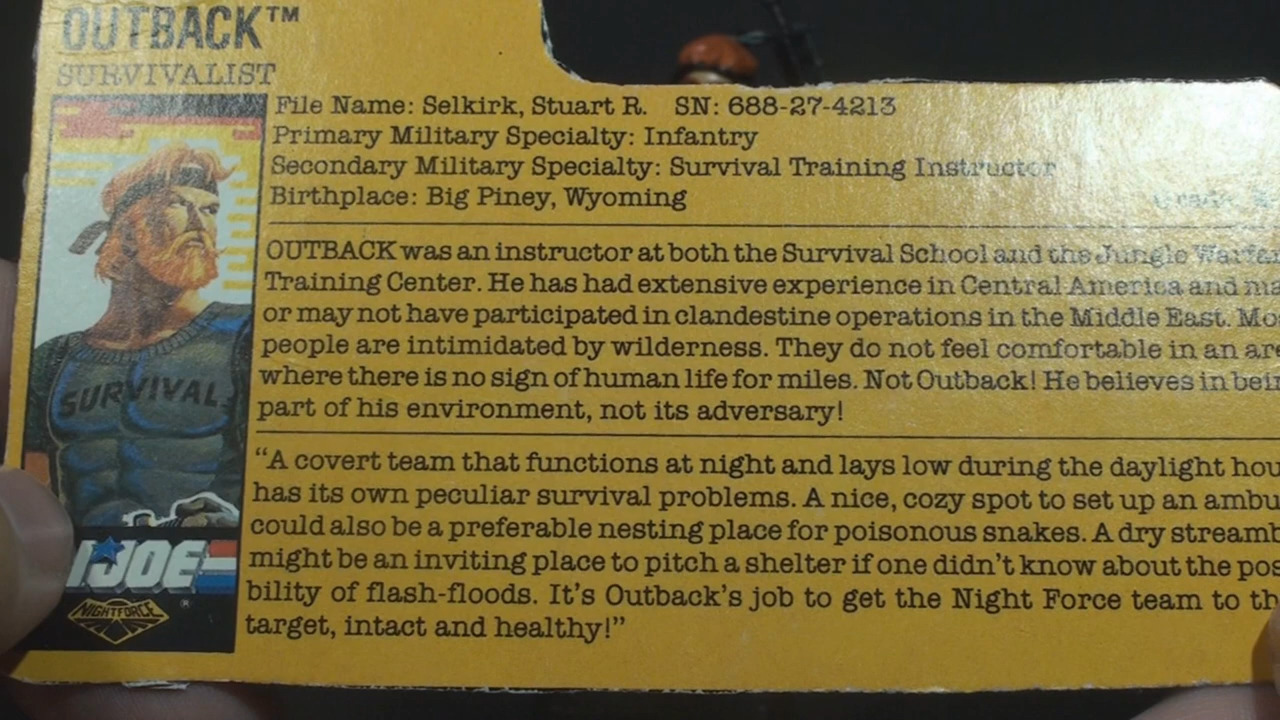 OUTBACK™
SURVIVALIST
File Name: Selkirk, Stuart R. SN: 688-27-4213
Primary Military Specialty: Infantry
Secondary Military Specialty: Survival Training Instructor
Birthplace: Big Piney, Wyoming
OUTBACK was an instructor at both the Survival School and the Jungle
Training Center. He has had extensive experience in Central America and
or may not have participated in clandestine operations in the Middle East.
people are intimidated by wilderness. They do not feel comfortable in an
where there is no sign of human life for miles. Not Outback! He believes in
part of his environment, not its adversary!
"A covert team that functions at night and lays low during the daylight
has its own peculiar survival problems. A nice, cozy spot to set up an
could also be a preferable nesting place for poisonous snakes. A dry
might be an inviting place to pitch a shelter if one didn't know about the
bility of flash-floods. It's Outback's job to get the Night Force team to
target, intact and healthy!"
SURVIVAL
GI JOE
NIGHTFORCE ®